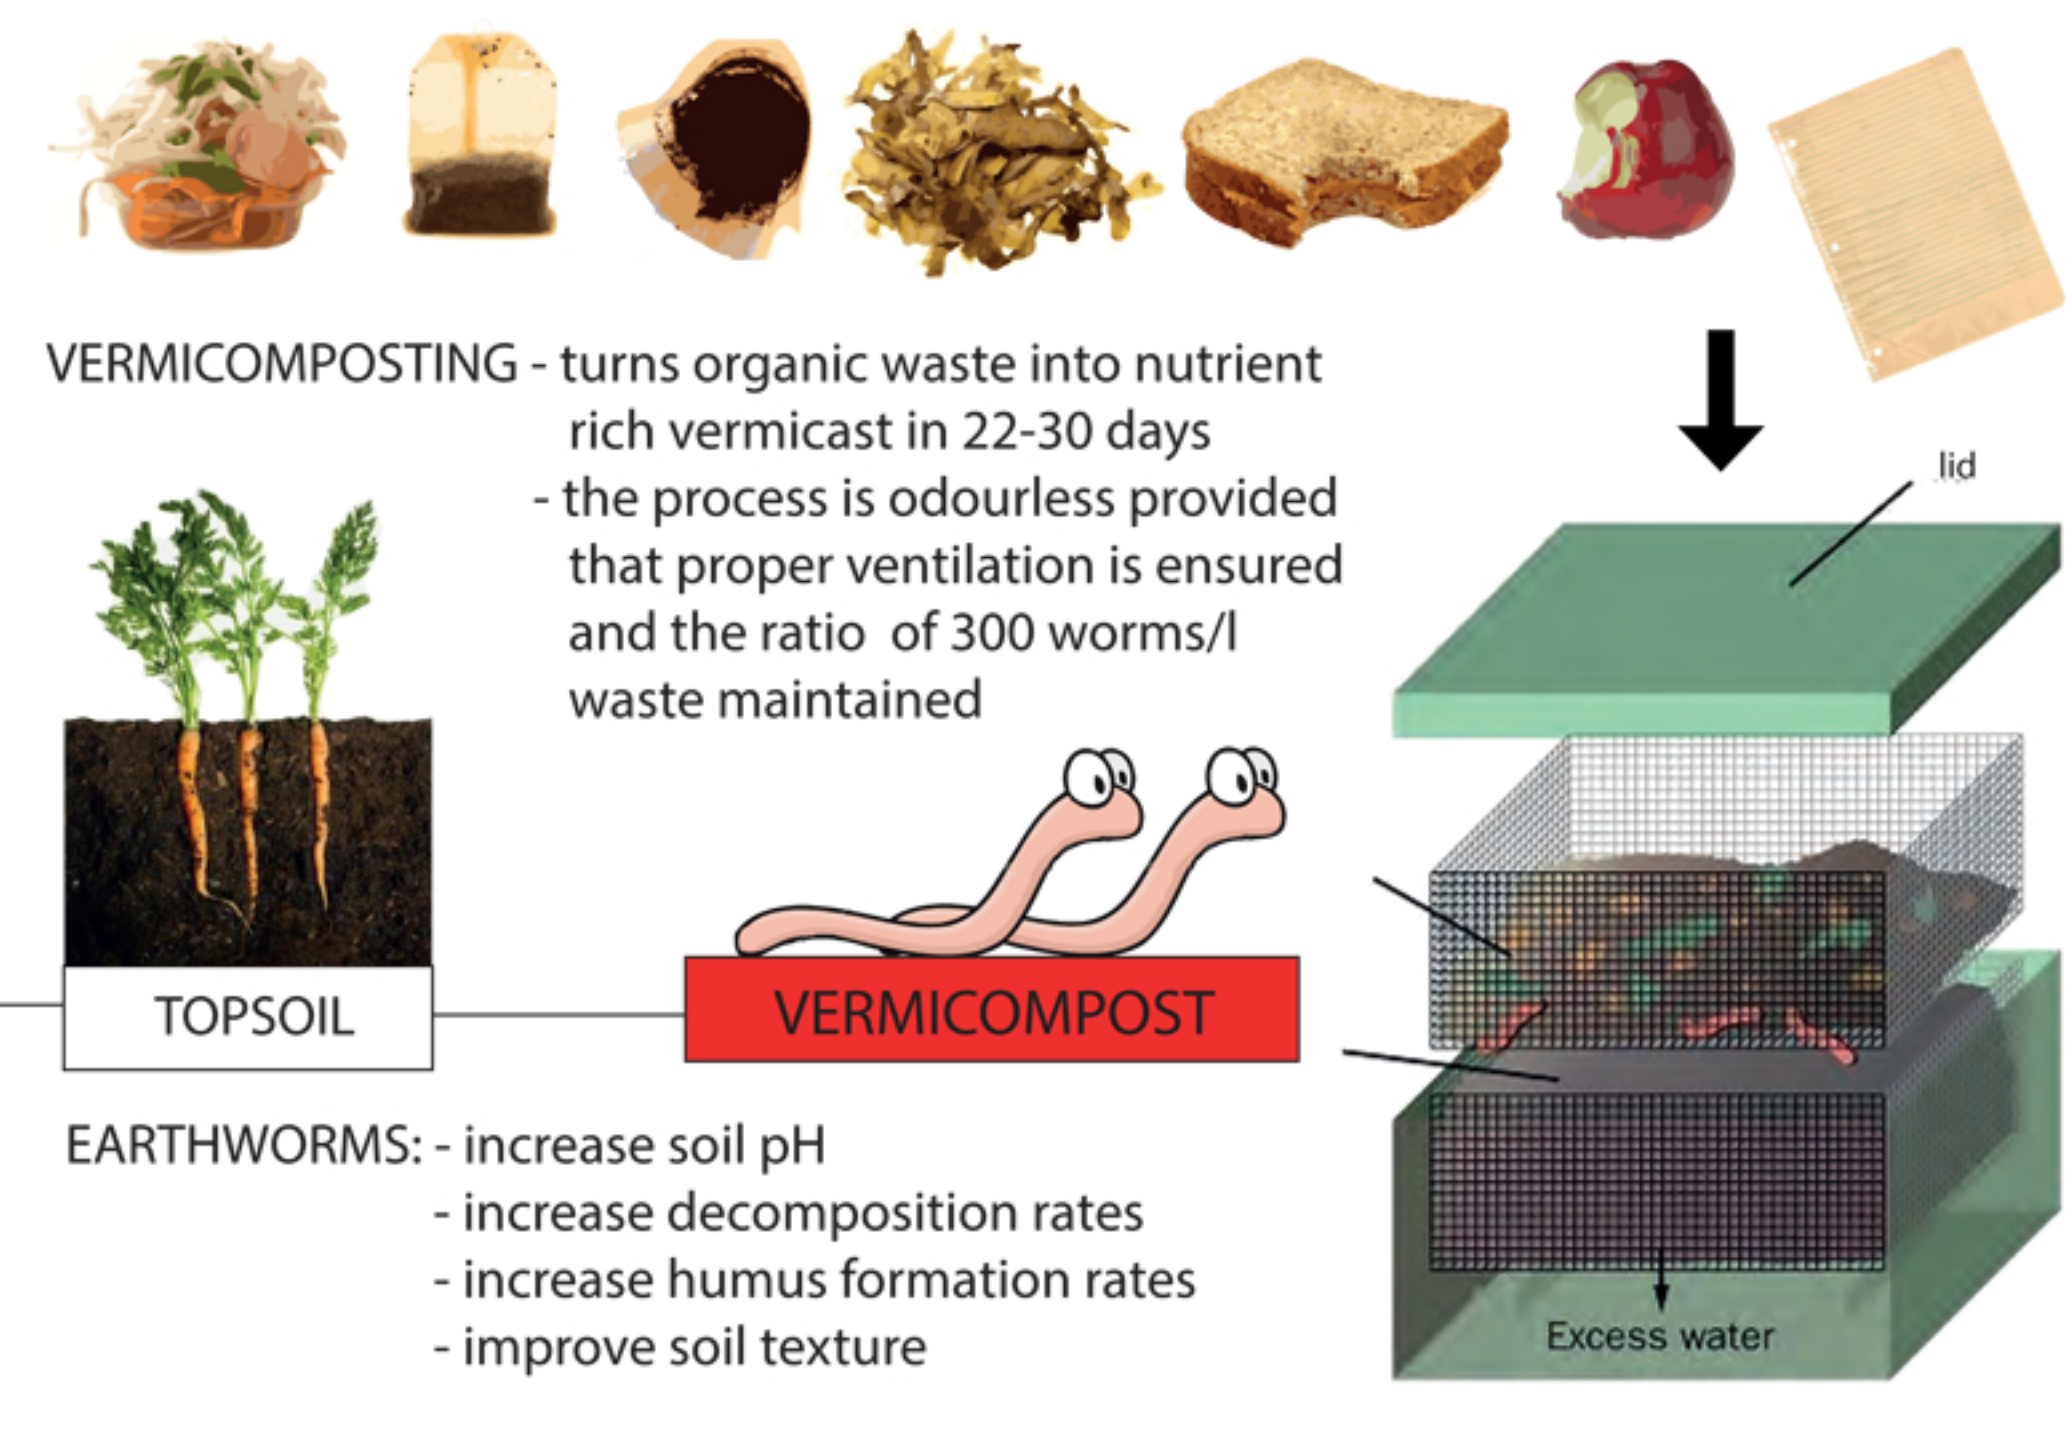 VERMICOMPOSTING - turns organic waste into nutrient
rich vermicast in 22-30 days
- the process is odourless provided
that proper ventilation is ensured
and the ratio of 300 worms/l
waste maintained
lid
TOPSOIL
VERMICOMPOST
EARTHWORMS: - increase soil pH
- increase decomposition rates
- increase humus formation rates
- improve soil texture
Excess water